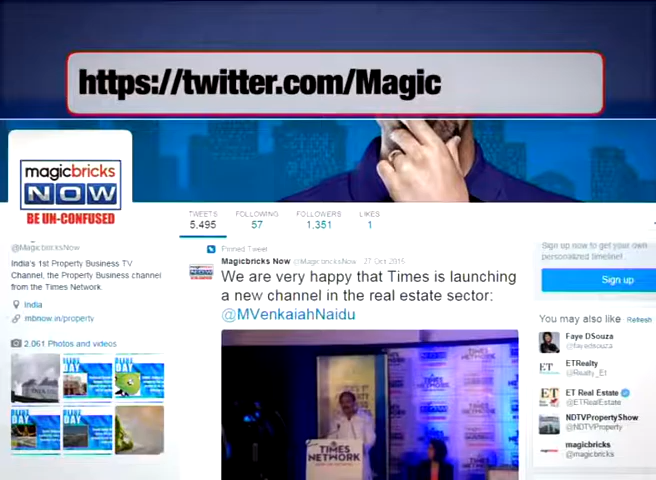 https://twitter.com/Magic
magicbricks
NOW
BE UN-CONFUSED
TWEETS
5,495
FOLLOWING
57
FOLLOWERS
1,351
LIKES
1
@MagicbricksNow
India's 1st Property Business TV
Channel, the Property Business channel
from the Times Network.
India
mbnow.in/property
2,061 Photos and videos
Pinned Tweet
Magicbricks Now @MagicbricksNow 27 Oct 2015
We are very happy that Times is launching
a new channel in the real estate sector:
@MVenkaiahNaidu
TIMES
NETWORK
Sign up now to get your own
personalized timeline!
Sign up
You may also like Refresh
Faye DSouza
@fayedsouza
ETRealty
@Realty_Et
ET Real Estate
@ETRealEstate
NDTVPropertyShow
@NDTVProperty
magicbricks
@magicbricks